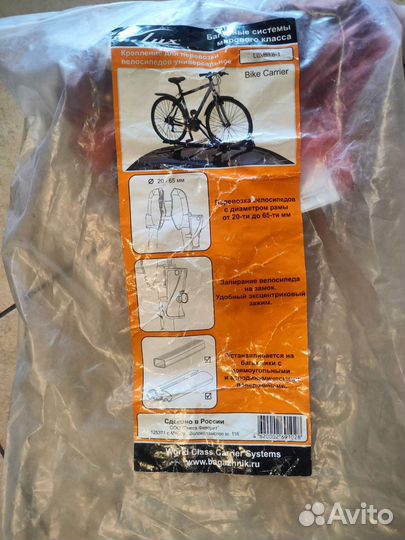 Lux
Багажные системы
мирового класса
Крепление для перевозки
велосипедов универсальное
Bike Carrier
Ø 20 - 65 мм
Перевозка велосипедов
с диаметром рамы
от 20-ти до 65-ти мм
Запирание велосипеда
на замок.
Удобный эксцентриковый
зажим.
Устанавливается на
багажники с
прямоугольными
и аэродинамическими
Сделано в России
ООО
World Class Carrier Systems
www.bagazhnik.ru
Avito